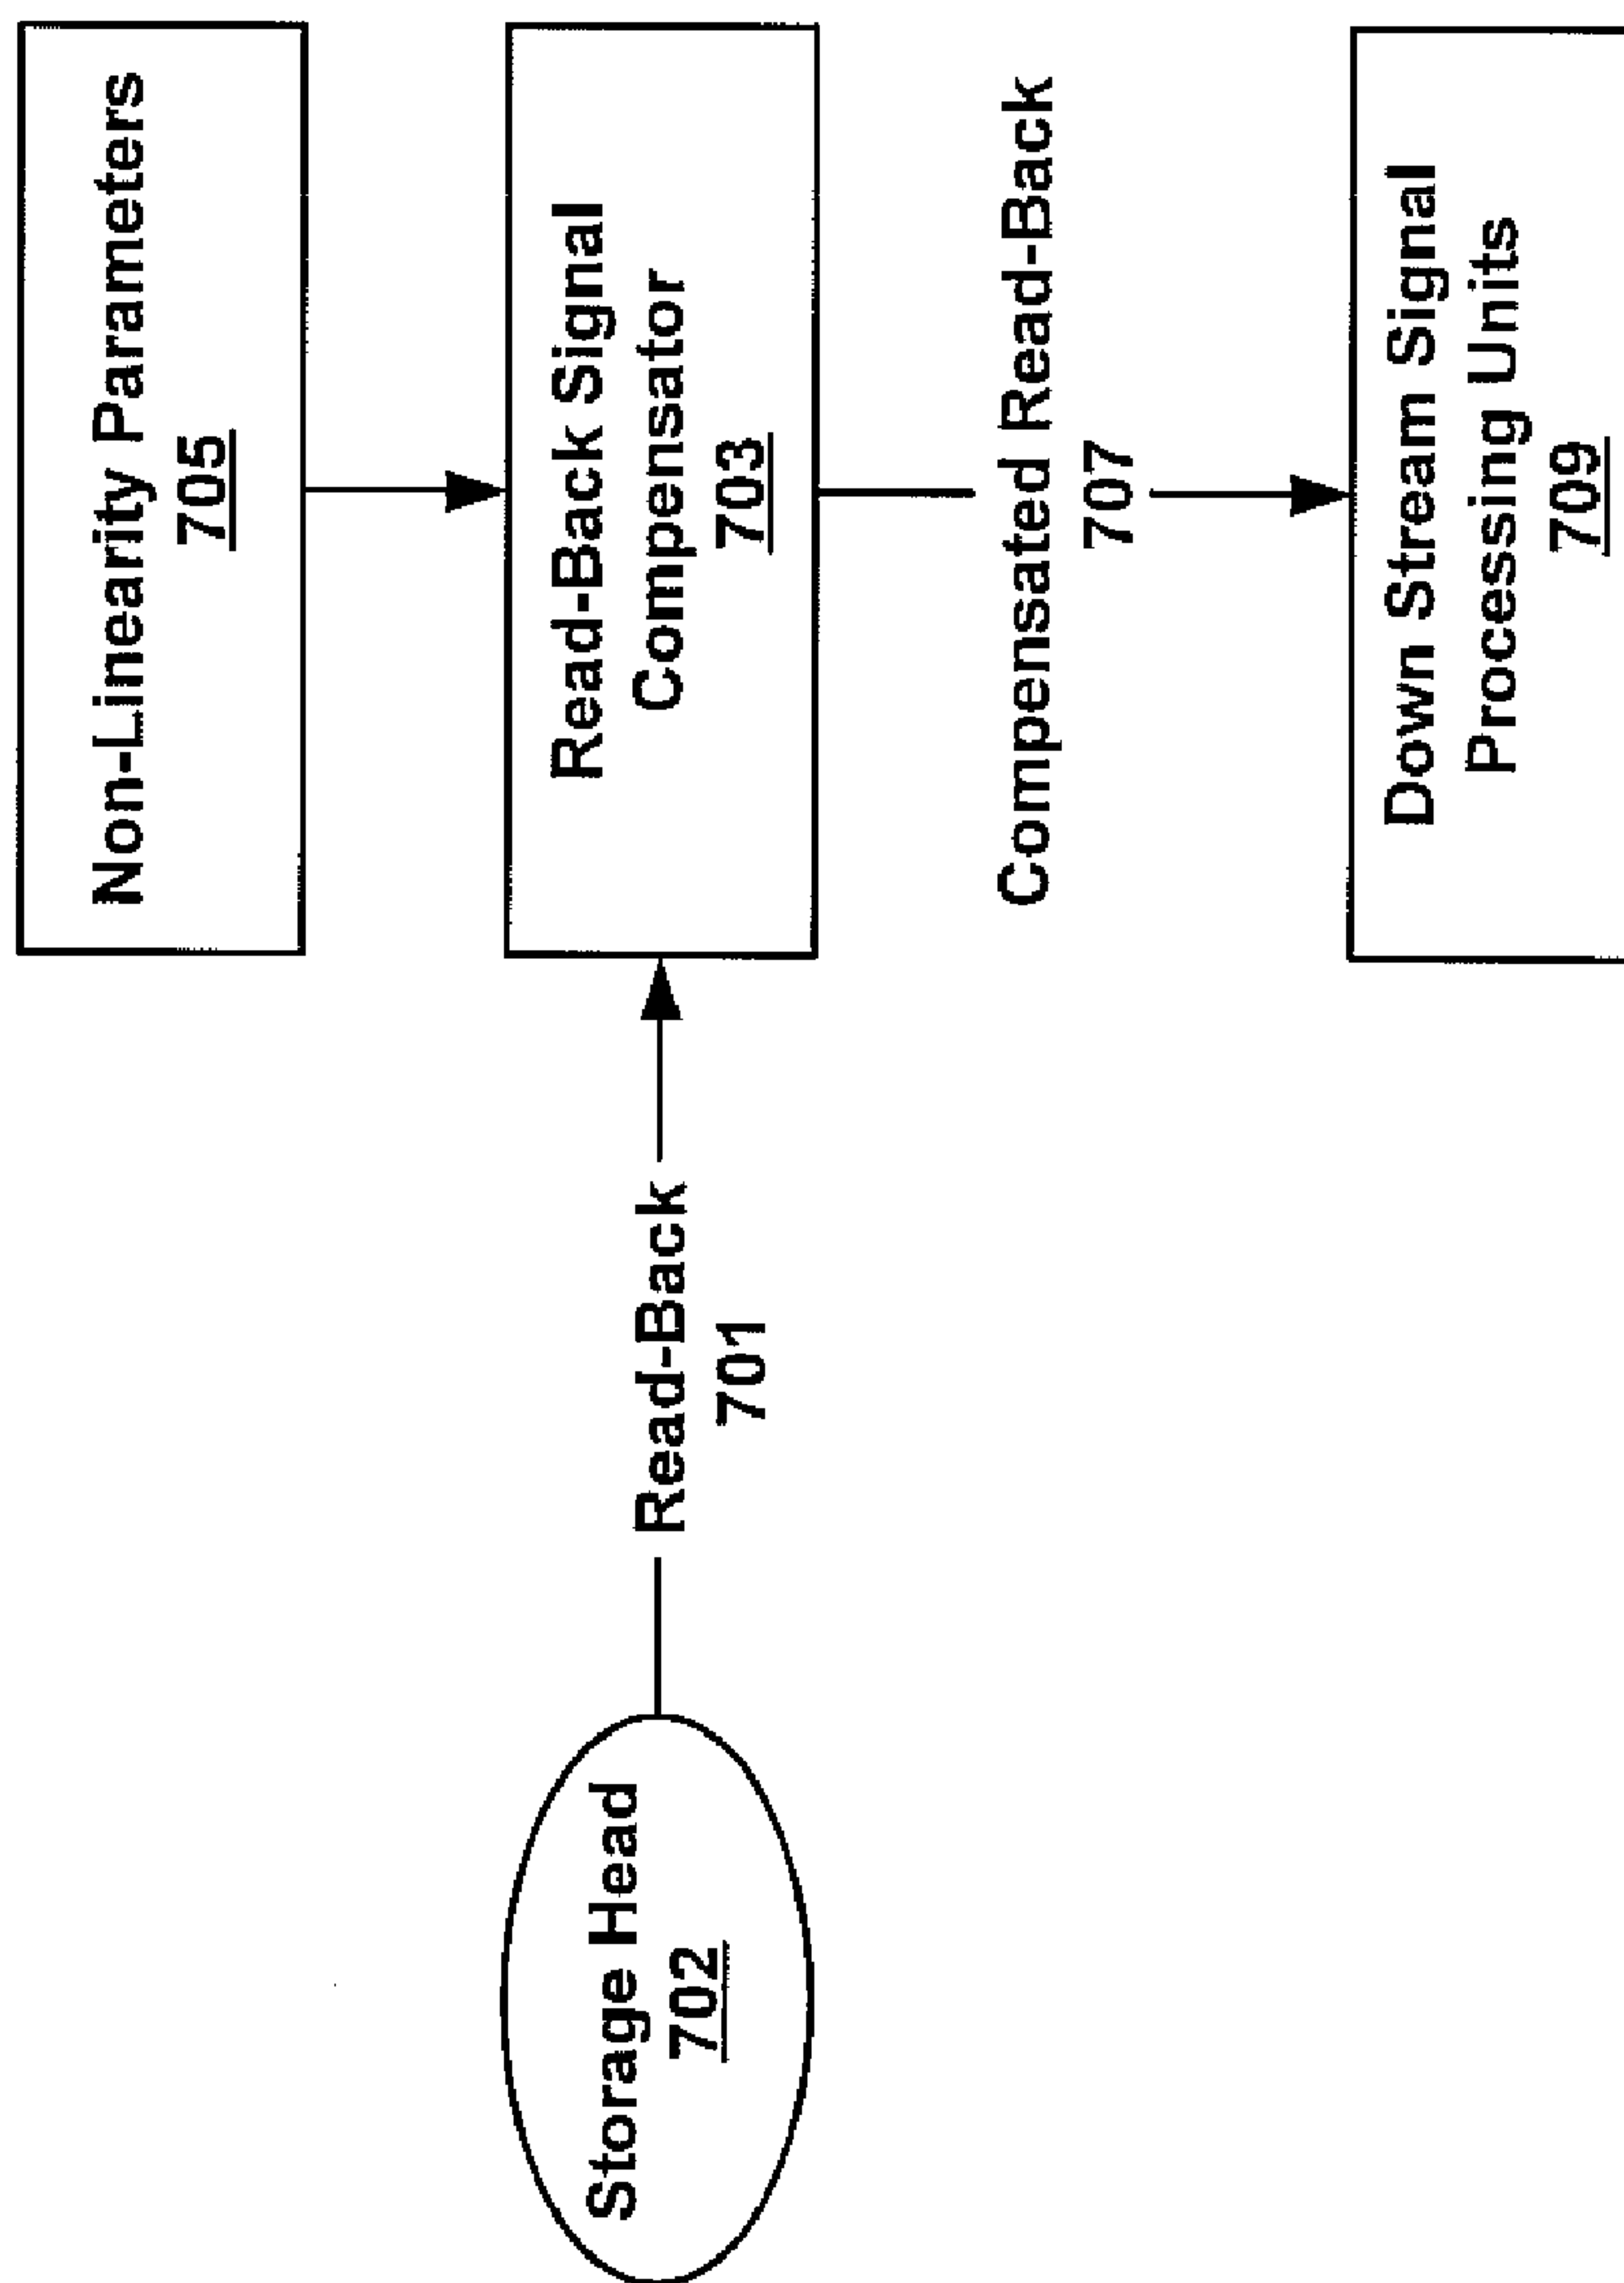 Non-Linearity Parameters
705
Storage Head
702
Read-Back
701
Read-Back Signal
Compensator
703
Compensated Read-Back
707
Down Stream Signal
Processing Units
709